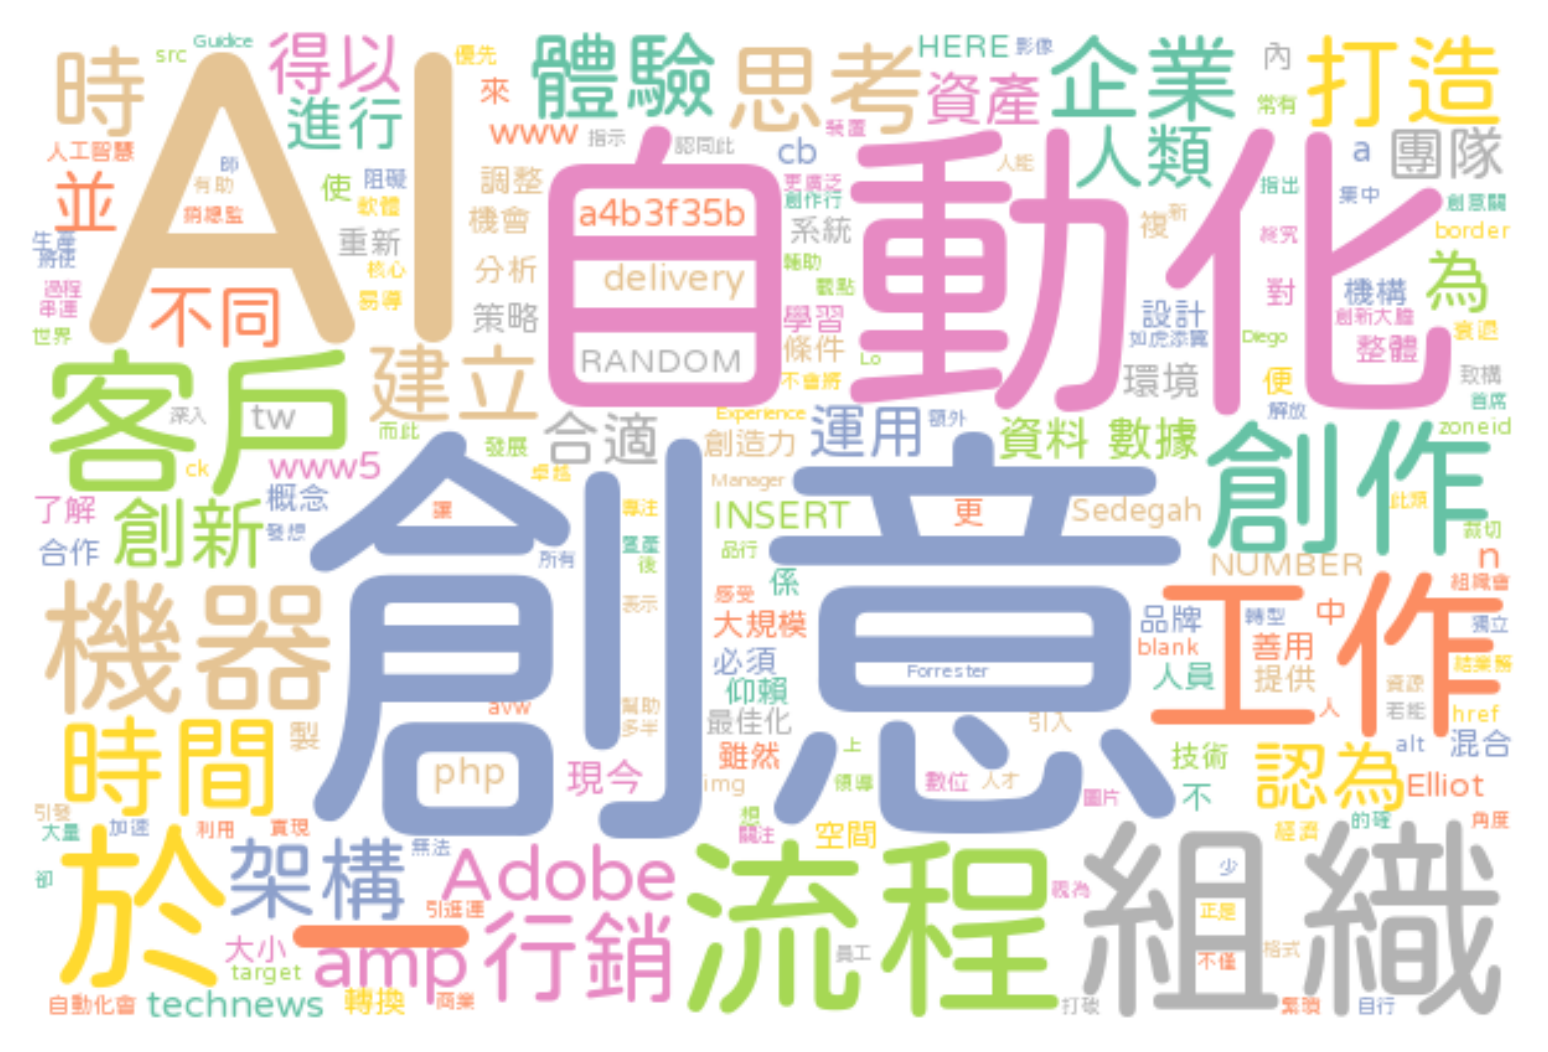 Guidice
src
時
AI
得以
優先
體驗
思考
HERE
影像
企業
內
打造
進行
來
www
指示
認同此
資產
裝置
cb
常有
人工智慧
師
有助
銷總監
並
使
阻礙
軟體
調整
機會
自動化
a4b3f35b
更廣泛
創作行
人能
人類
a
團隊
指出
集中
創意關
生產
將使
重新
核心
易導
分析
策略
delivery
RANDOM
系統
輔助
觀點
學習
條件
Lo
不會將
複
新
終究
border
對
機構
為
創新大膽
衰退
過程
串連
世界
不同
設計
如虎添翼
Diego
整體
環境
便
解放
致構
首席
zoneid
客戶
深入
tw
建立
而此
發展
合適
Experience
創造力
運用
額外
資料
數據
創作
此類
裁切
ck
www5
卓越
Manager
了解
創新
概念
發想
合作
創意
讓
所有
專注
後
表示
INSERT
品行
更
Sedegah
NUMBER
n
組織會
係
感受
大規模
必須
仰賴
最佳化
雖然
img
Forrester
引入
品牌
blank
人員
工作
轉型
善用
提供
中
人
獨立
資源
若能
href
機器
時間
製
avw
幫助
多半
php
現今
上
領導
數位
人才
圖片
技術
不
認為
alt
混合
Elliot
引發
大量
加速
利用
實現
想
關注
空間
經濟
的確
角度
卻
於
架構
無法
Adobe
引進運
流程
視為
組織
少
正是
不僅
格式
大小
target
一
amp
行銷
員工
自動化會
technews
轉換
商業
打破
繁瑣
自行